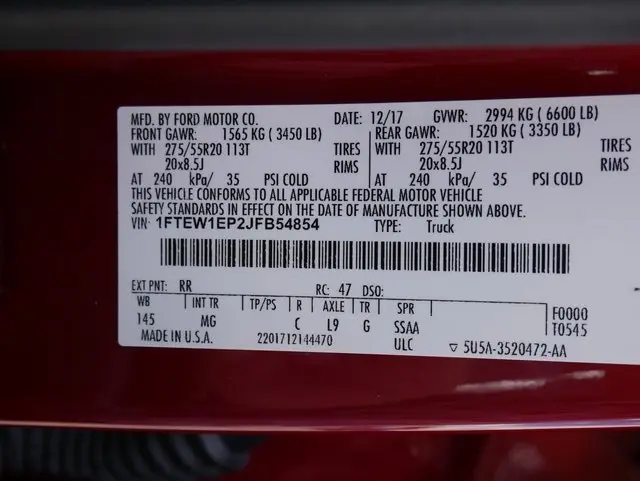 MFD. BY FORD MOTOR CO. DATE: 12/17 GVWR: 2994 KG ( 6600 LB)
FRONT GAWR: 1565 KG ( 3450 LB) REAR GAWR: 1520 KG ( 3350 LB)
WITH 275/55R20 113T TIRES WITH 275/55R20 113T TIRES
20x8.5J RIMS 20x8.5J RIMS
AT 240 kPa/ 35 PSI COLD AT 240 kPa/ 35 PSI COLD
THIS VEHICLE CONFORMS TO ALL APPLICABLE FEDERAL MOTOR VEHICLE
SAFETY STANDARDS IN EFFECT ON THE DATE OF MANUFACTURE SHOWN ABOVE.
VIN: 1FTEW1EP2JFB54854 TYPE: Truck
EXT PNT: RR RC: 47 DSO:
WB INT TR TP/PS R AXLE TR SPR F0000
145 MG C L9 G SSAA T0545
MADE IN U.S.A. 2201712144470 ULC ▽ 5U5A-3520472-AA